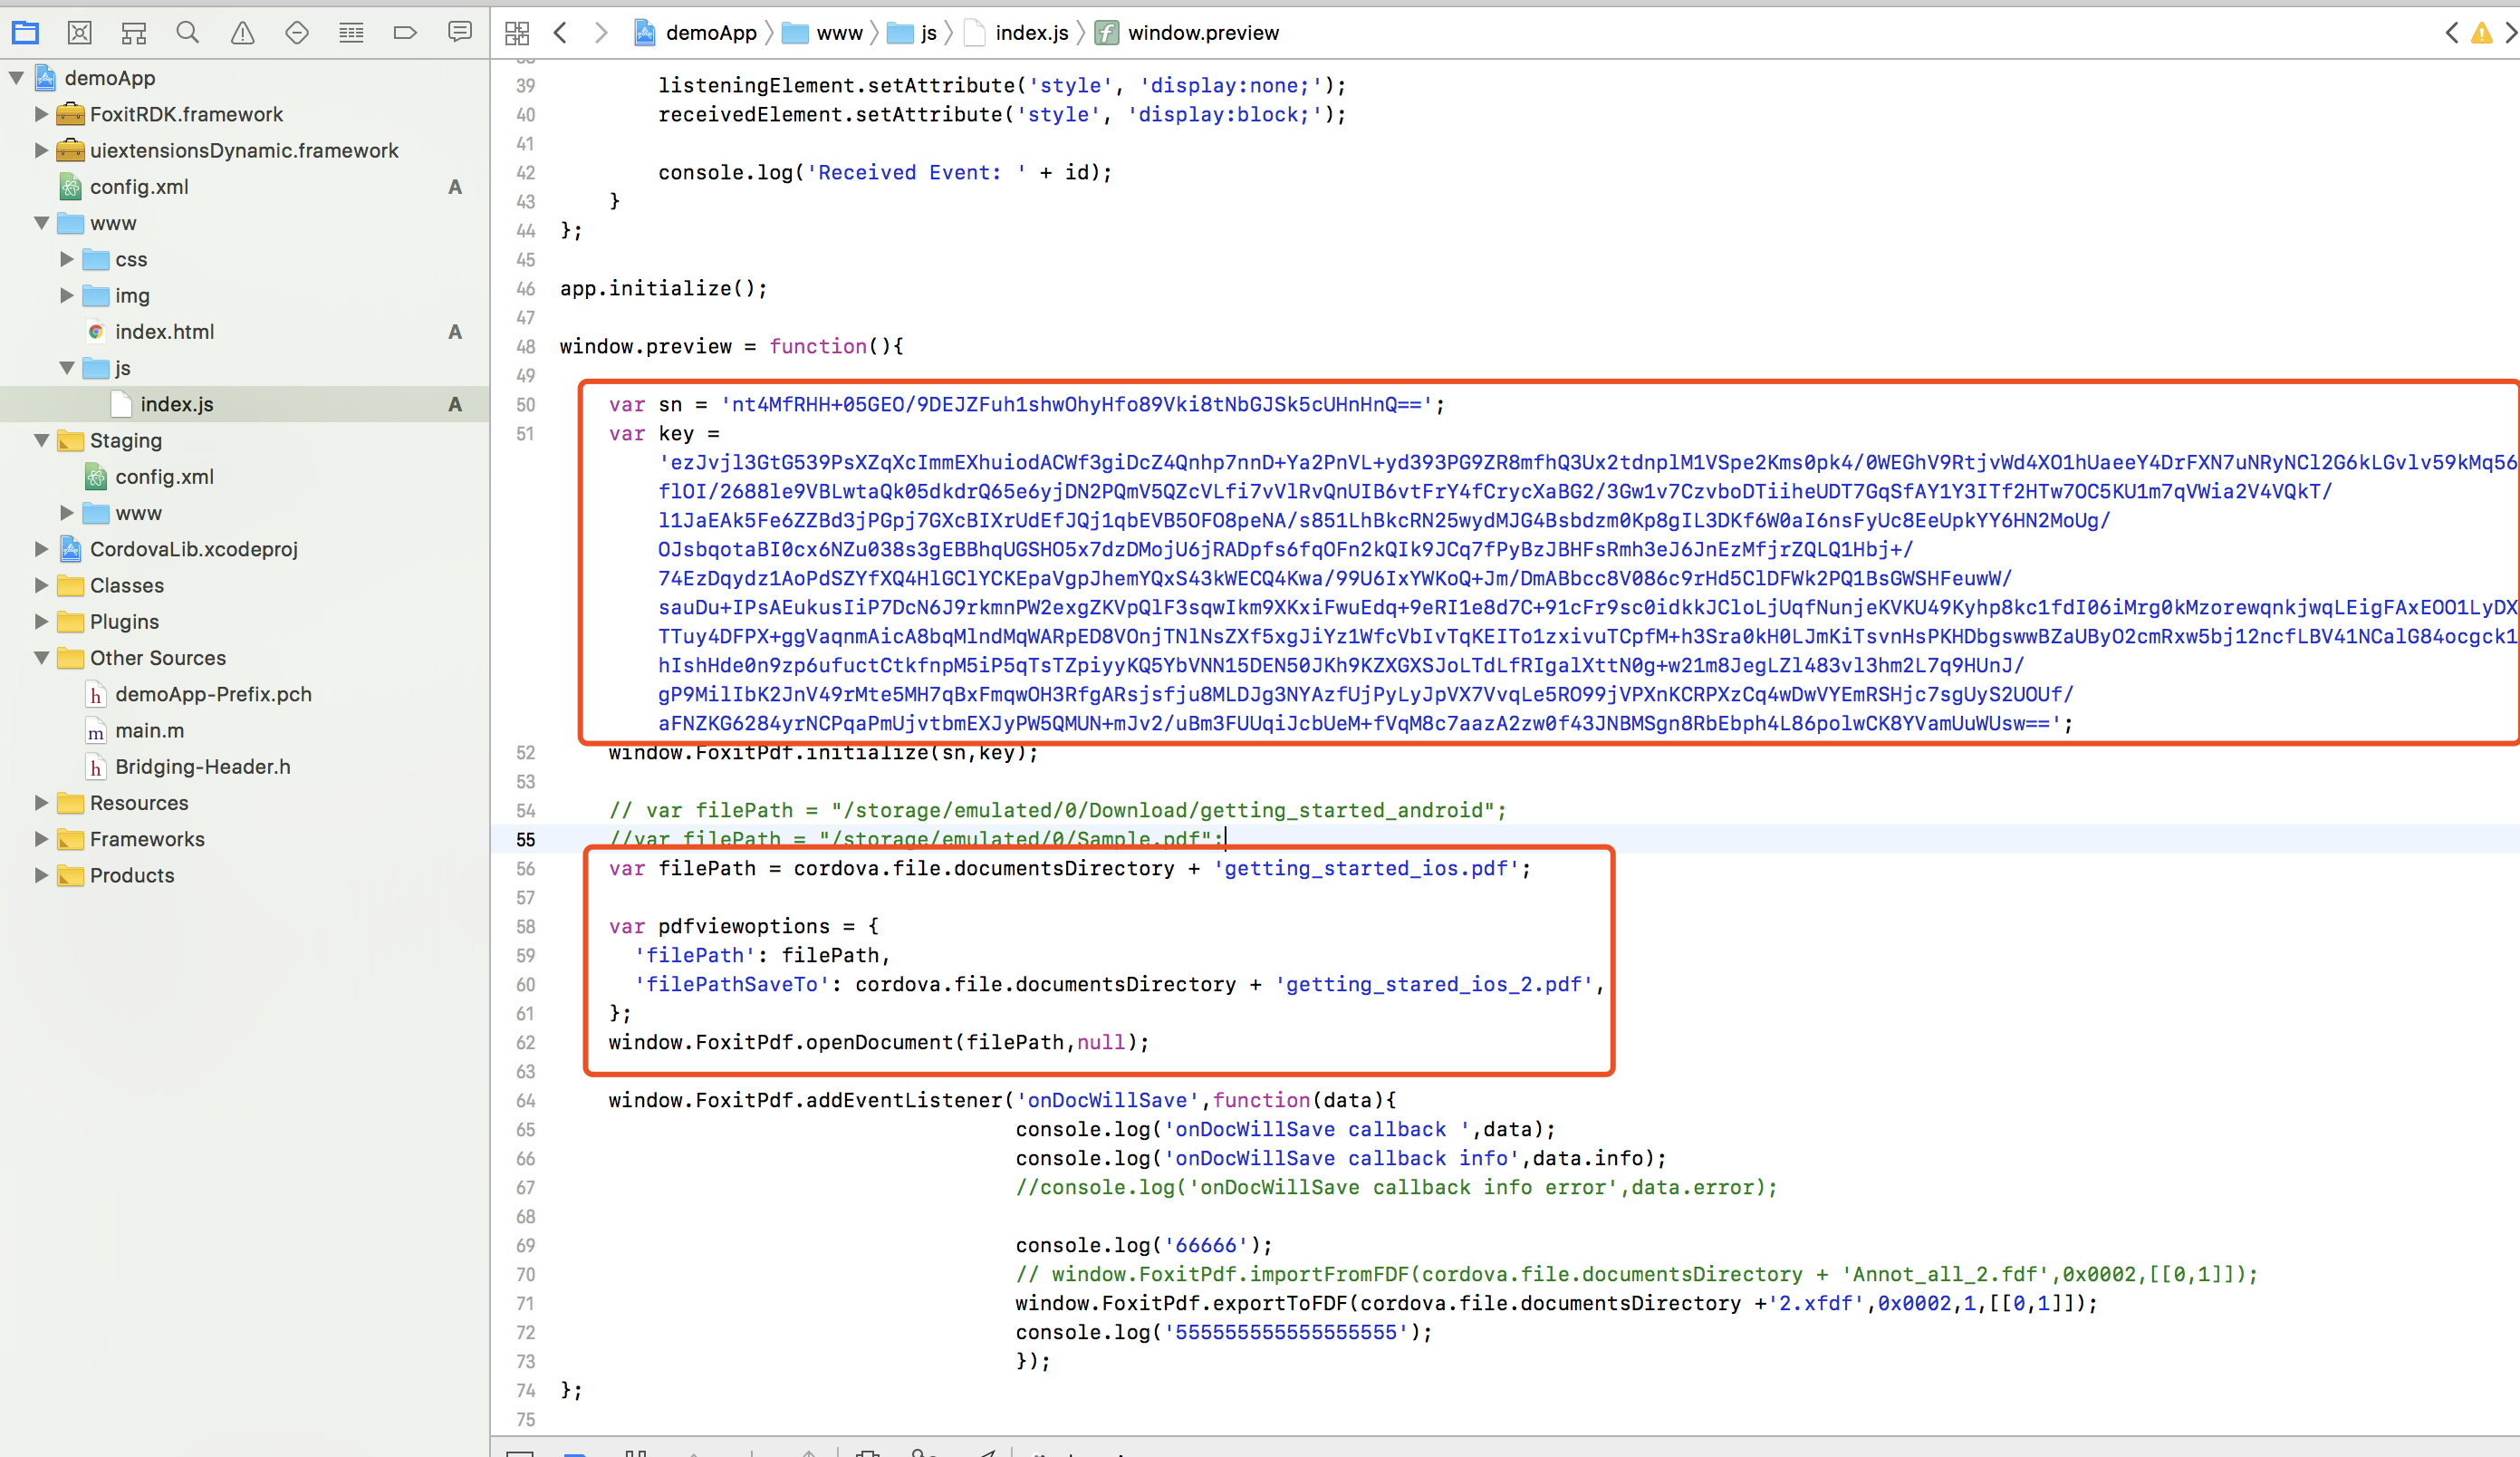 demoApp
www
js
index.js
window.preview
demoApp
FoxitRDK.framework
uiextensionsDynamic.framework
config.xml A
www
css
img
index.html A
js
index.js A
Staging
config.xml
www
CordovaLib.xcodeproj
Classes
Plugins
Other Sources
demoApp-Prefix.pch
main.m
Bridging-Header.h
Resources
Frameworks
Products
39 listeningElement.setAttribute('style', 'display:none;');
40 receivedElement.setAttribute('style', 'display:block;');
41
42 console.log('Received Event: ' + id);
43 }
44 };
45
46 app.initialize();
47
48 window.preview = function(){
49
50 var sn = 'nt4MfRHH+05GEO/9DEJZFuh1shwOhyHfo89Vki8tNbGJSk5cUHnHnQ==';
51 var key =
'ezJvjl3GtG539PsXZqXcImmEXhuiodACWf3giDcZ4Qnhp7nnD+Ya2PnVL+yd393PG9ZR8mfhQ3Ux2tdnplM1VSpe2Kms0pk4/0WEGhV9RtjvWd4XO1hUaeeY4DrFXN7uNRyNCl2G6kLGvlv59kMq56
flOI/2688le9VBLwtaQk05dkdrQ65e6yjDN2PQmV5QZcVLfi7vVlRvQnUIB6vtFrY4fCrycXaBG2/3Gw1v7CzvboDTiiheUDT7GqSfAY1Y3ITf2HTw7OC5KU1m7qVWia2V4VQkT/
l1JaEAk5Fe6ZZBd3jPGpj7GXcBIXrUdEfJQj1qbEVB5OFO8peNA/s851LhBkcRN25wydMJG4Bsbdzm0Kp8gIL3DKf6W0aI6nsFyUc8EeUpkYY6HN2MoUg/
OJsbqotaBI0cx6NZu038s3gEBBhqUGSHO5x7dzDMojU6jRADpfs6fqOFn2kQIk9JCq7fPyBzJBHFsRmh3eJ6JnEzMfjrZQLQ1Hbj+/
74EzDqydz1AoPdSZYfXQ4HlGClYCKEpaVgpJhemYQxS43kWECQ4Kwa/99U6IxYWKoQ+Jm/DmABbcc8V086c9rHd5ClDFWk2PQ1BsGWSHFeuwW/
sauDu+IPsAEukusIiP7DcN6J9rkmnPW2exgZKVpQlF3sqwIkm9XKxiFwuEdq+9eRI1e8d7C+91cFr9sc0idkkJCloLjUqfNunjeKVKU49Kyhp8kc1fdI06iMrg0kMzorewqnkjwqLEigFAxEOO1LyDX
TTuy4DFPX+ggVaqnmAicA8bqMlndMqWARpED8VOnjTNlNsZXf5xgJiYz1WfcVbIvTqKEITo1zxivuTCpfM+h3Sra0kH0LJmKiTsvnHsPKHDbgswwBZaUByO2cmRxw5bj12ncfLBV41NCalG84ocgck1
hIshHde0n9zp6ufuctCtkfnpM5iP5qTsTZpiyyKQ5YbVNN15DEN50JKh9KZXGXSJoLTdLfRIgalXttN0g+w21m8JegLZl483vl3hm2L7q9HUnJ/
gP9MilIbK2JnV49rMte5MH7qBxFmqwOH3RfgARsjsfju8MLDJg3NYAzfUjPyLyJpVX7VvqLe5RO99jVPXnKCRPXzCq4wDwVYEmRSHjc7sgUyS2UOUf/
aFNZKG6284yrNCPqaPmUjvtbmEXJyPW5QMUN+mJv2/uBm3FUUqiJcbUeM+fVqM8c7aazA2zw0f43JNBMSgn8RbEbph4L86polwCK8YVamUuWUsw==';
52 window.FoxitPdf.initialize(sn,key);
53
54 // var filePath = "/storage/emulated/0/Download/getting_started_android";
55 //var filePath = "/storage/emulated/0/Sample.pdf";
56 var filePath = cordova.file.documentsDirectory + 'getting_started_ios.pdf';
57
58 var pdfviewoptions = {
59 'filePath': filePath,
60 'filePathSaveTo': cordova.file.documentsDirectory + 'getting_stared_ios_2.pdf',
61 };
62 window.FoxitPdf.openDocument(filePath,null);
63
64 window.FoxitPdf.addEventListener('onDocWillSave',function(data){
65 console.log('onDocWillSave callback ',data);
66 console.log('onDocWillSave callback info',data.info);
67 //console.log('onDocWillSave callback info error',data.error);
68
69 console.log('66666');
70 // window.FoxitPdf.importFromFDF(cordova.file.documentsDirectory + 'Annot_all_2.fdf',0x0002,[[0,1]]);
71 window.FoxitPdf.exportToFDF(cordova.file.documentsDirectory +'2.xfdf',0x0002,1,[[0,1]]);
72 console.log('555555555555555555');
73 });
74 };
75